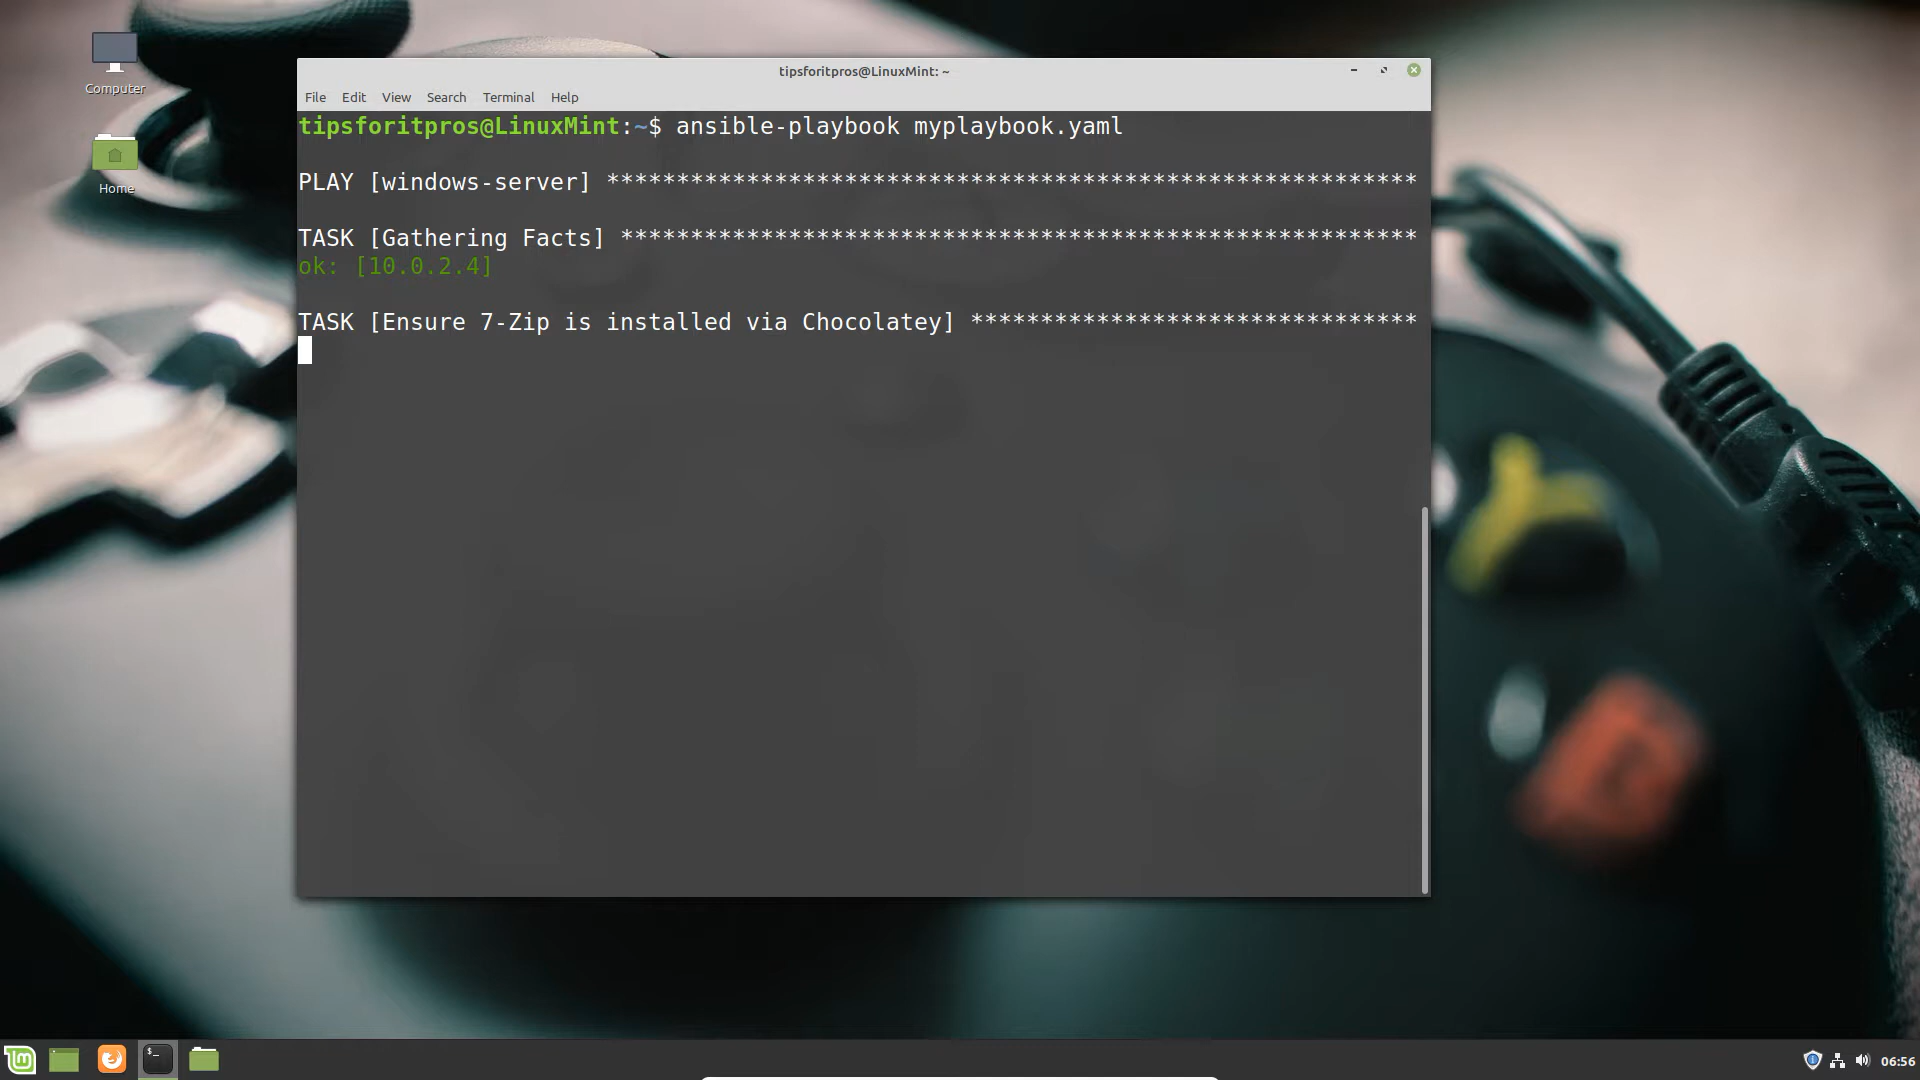 Computer
Home
tipsforitpros@LinuxMint: ~
File Edit View Search Terminal Help
tipsforitpros@LinuxMint:~$ ansible-playbook myplaybook.yaml
PLAY [windows-server] **********************************************************
TASK [Gathering Facts] *********************************************************
ok: [10.0.2.4]
TASK [Ensure 7-Zip is installed via Chocolatey] ********************************
06:56